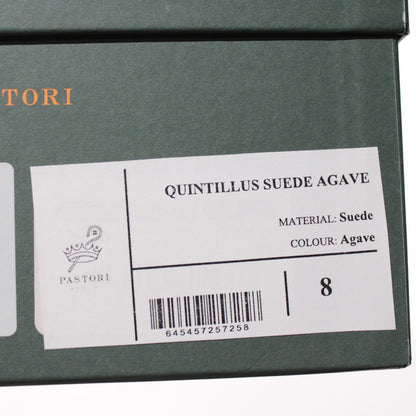 STORI
QUINTILLUS SUEDE AGAVE
MATERIAL: Suede
COLOUR: Agave
PASTORI
8
645457257258